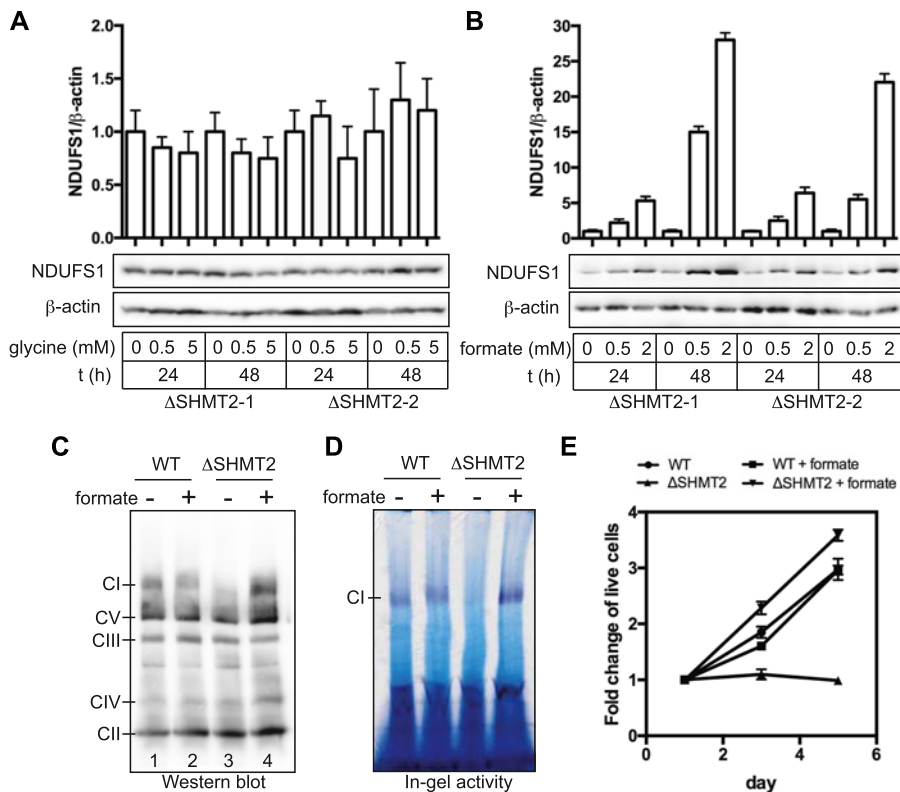 A
NDUFS1/β-actin
2.0
1.5
1.0
0.5
0.0
NDUFS1
β-actin
glycine (mM) 0 0.5 5 0 0.5 5 0 0.5 5 0 0.5 5
t (h) 24 48 24 48
ΔSHMT2-1 ΔSHMT2-2
B
NDUFS1/β-actin
30
25
20
15
10
5
0
NDUFS1
β-actin
formate (mM) 0 0.5 2 0 0.5 2 0 0.5 2 0 0.5 2
t (h) 24 48 24 48
ΔSHMT2-1 ΔSHMT2-2
C
WT ΔSHMT2
formate - + - +
CI
CV
CIII
CIV
CII
1 2 3 4
Western blot
D
WT ΔSHMT2
formate - + - +
CI
In-gel activity
E
WT WT + formate
ΔSHMT2 ΔSHMT2 + formate
Fold change of live cells
4
3
2
1
0
0 2 4 6
day